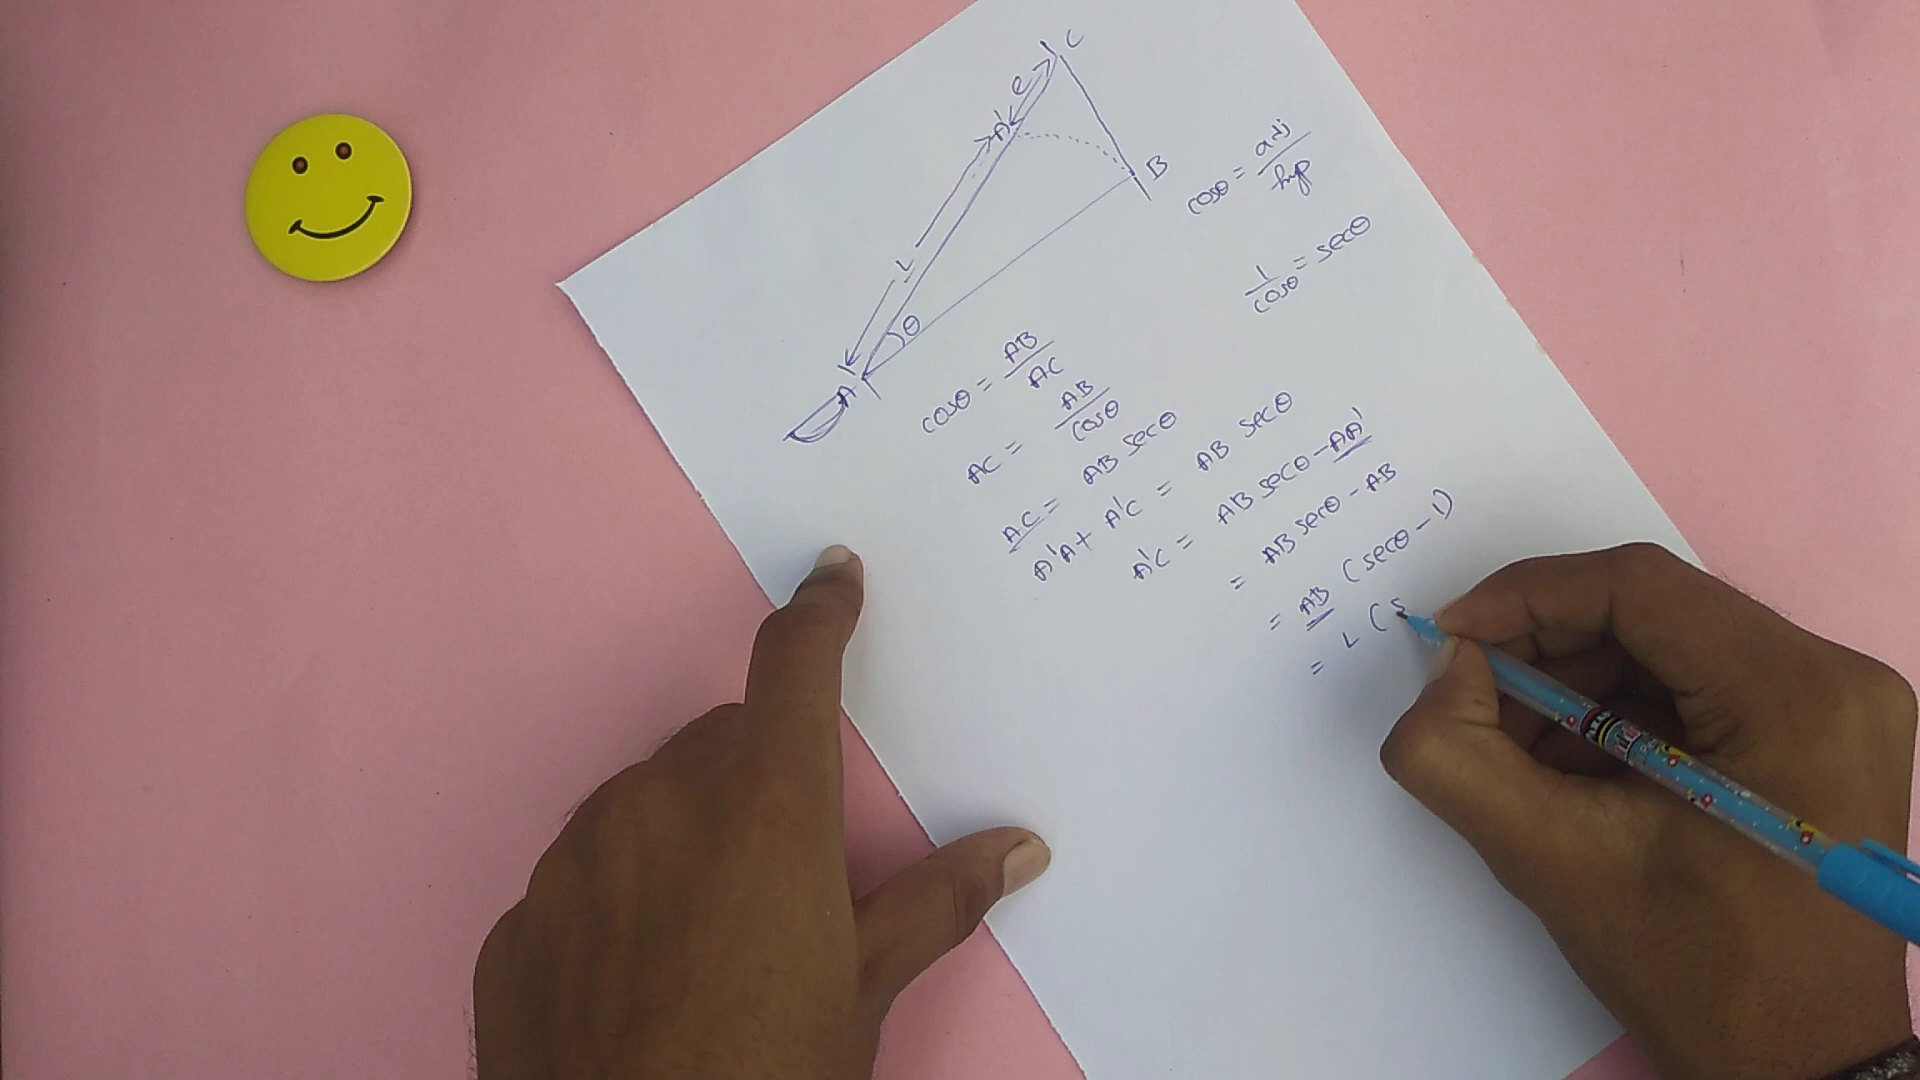 C
e
A'
B
L
θ
A
cosθ = adj/hyp
1/cosθ = secθ
cosθ = AB/AC
AC = AB/cosθ
AC = AB secθ
A'A + A'C = AB secθ
A'C = AB secθ - AA'
= AB secθ - AB
= AB (secθ - 1)
= L (s